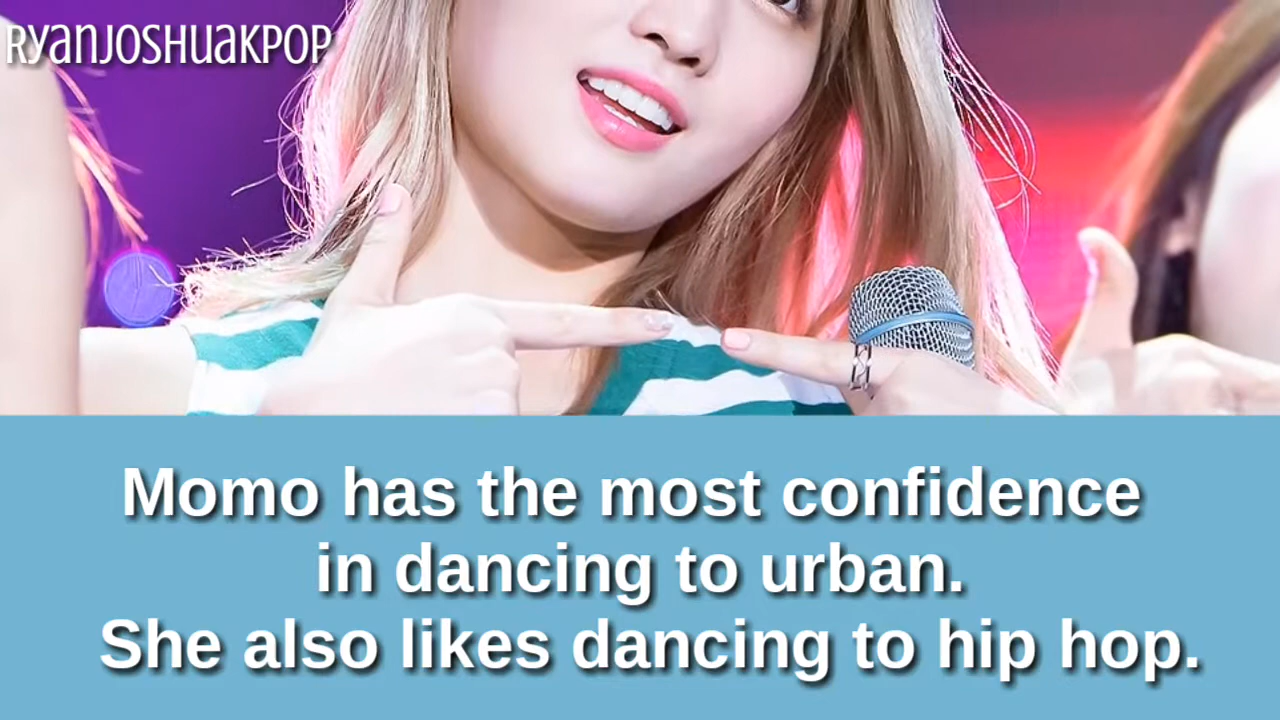 RYANJOSHUAKPOP
Momo has the most confidence
in dancing to urban.
She also likes dancing to hip hop.